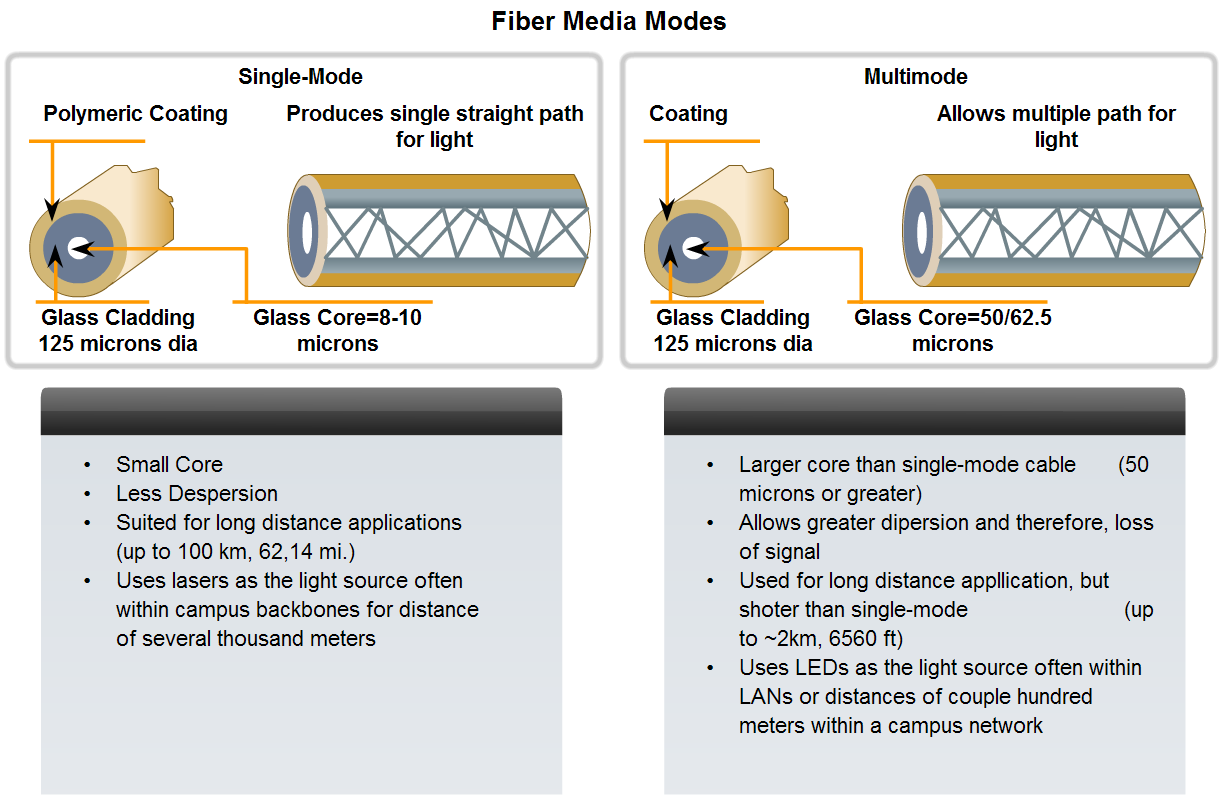 Fiber Media Modes
Single-Mode
Polymeric Coating
Produces single straight path
for light
Glass Cladding
125 microns dia
Glass Core=8-10
microns
Multimode
Coating
Allows multiple path for
light
Glass Cladding
125 microns dia
Glass Core=50/62.5
microns
• Small Core
• Less Despersion
• Suited for long distance applications
(up to 100 km, 62,14 mi.)
• Uses lasers as the light source often
within campus backbones for distance
of several thousand meters
• Larger core than single-mode cable (50
microns or greater)
• Allows greater dipersion and therefore, loss
of signal
• Used for long distance appllication, but
shoter than single-mode (up
to ~2km, 6560 ft)
• Uses LEDs as the light source often within
LANs or distances of couple hundred
meters within a campus network